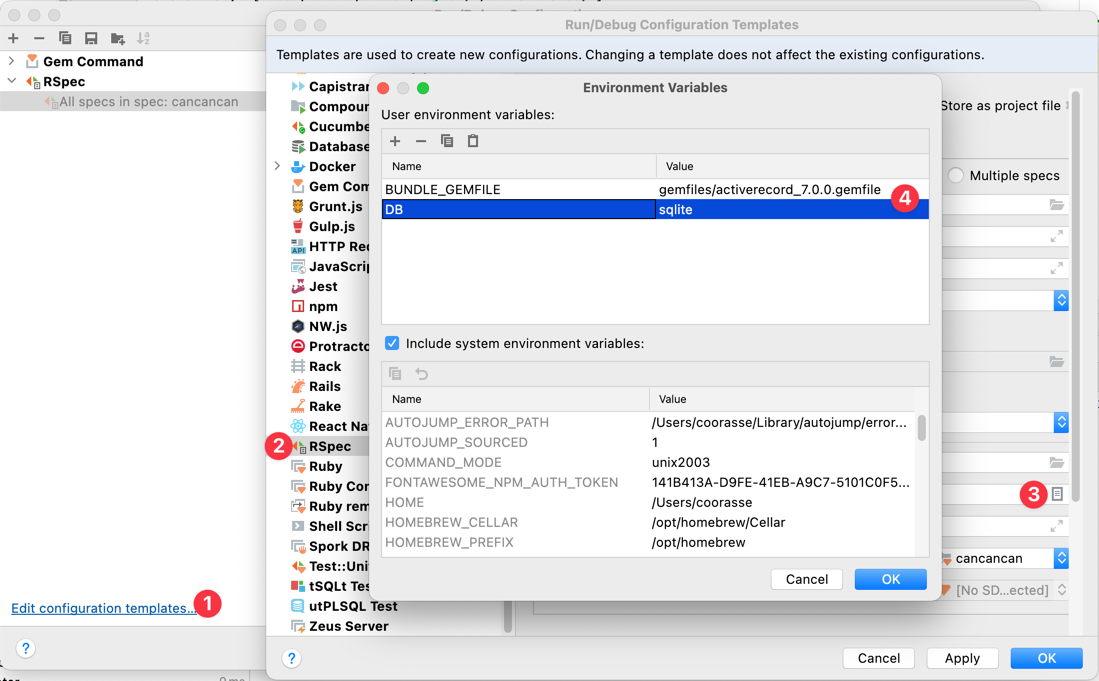 Run/Debug Configuration Templates
Templates are used to create new configurations. Changing a template does not affect the existing configurations.
Gem Command
RSpec
All specs in spec: cancancan
Edit configuration templates...
1
?
Capistran
Compoun
Cucumbe
Database
Docker
Gem Com
Grunt.js
Gulp.js
HTTP Req
JavaScrip
Jest
npm
NW.js
Protracto
Rack
Rails
Rake
React Na
2
RSpec
Ruby
Ruby Con
Ruby rem
Shell Scr
Spork DR
Test::Uni
tSQLt Tes
utPLSQL Test
Zeus Server
Environment Variables
User environment variables:
Name Value
BUNDLE_GEMFILE gemfiles/activerecord_7.0.0.gemfile
4
DB sqlite
Include system environment variables:
Name Value
AUTOJUMP_ERROR_PATH /Users/coorasse/Library/autojump/error...
AUTOJUMP_SOURCED 1
COMMAND_MODE unix2003
FONTAWESOME_NPM_AUTH_TOKEN 141B413A-D9FE-41EB-A9C7-5101C0F5...
HOME /Users/coorasse
HOMEBREW_CELLAR /opt/homebrew/Cellar
HOMEBREW_PREFIX /opt/homebrew
Cancel OK
Store as project file
Multiple specs
3
cancancan
[No SD...ected]
?
Cancel Apply OK